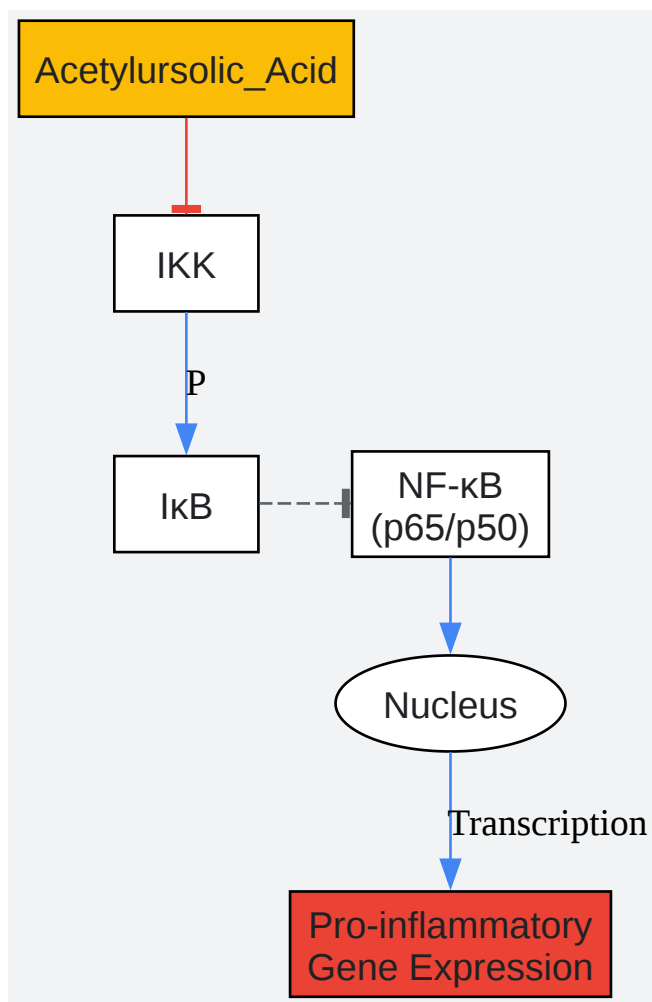 Acetylursolic_Acid
IKK
P
IκB
NF-κB
(p65/p50)
Nucleus
Transcription
Pro-inflammatory
Gene Expression